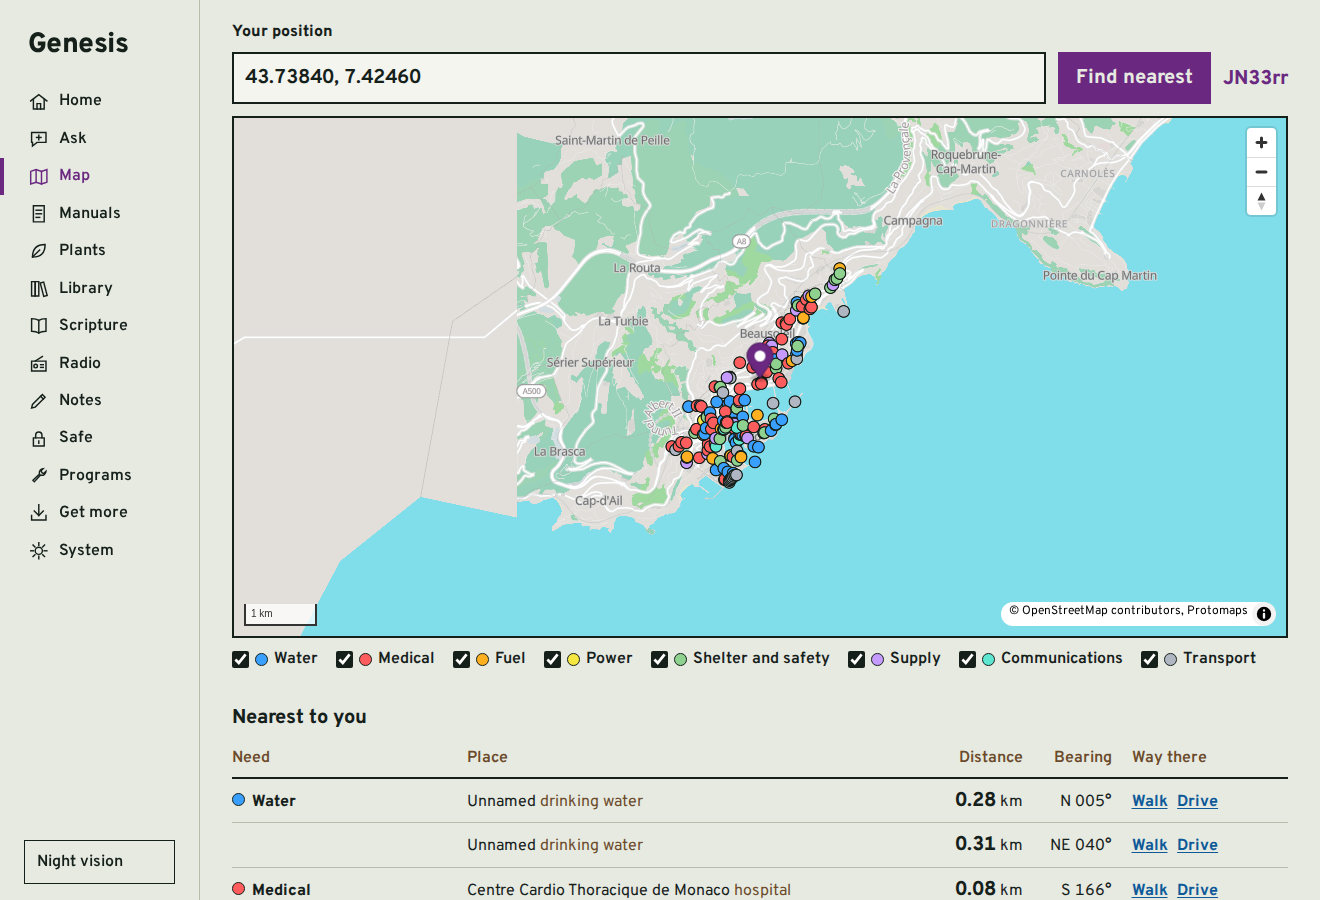 Genesis
Home
Ask
Map
Manuals
Plants
Library
Scripture
Radio
Notes
Safe
Programs
Get more
System
Night vision
Your position
43.73840, 7.42460
Find nearest
JN33rr
Saint-Martin de Peille
La Provençale
Roquebrune-
Cap-Martin
CARNOLÈS
Campagna
DRAGONNIÈRE
A8
La Routa
Pointe du Cap Martin
La Turbie
Beausoleil
Sérier Supérieur
A500
La Brasca
Cap-d'Ail
1 km
© OpenStreetMap contributors, Protomaps
Water
Medical
Fuel
Power
Shelter and safety
Supply
Communications
Transport
Nearest to you
Need Place Distance Bearing Way there
Water Unnamed drinking water 0.28 km N 005° Walk Drive
Unnamed drinking water 0.31 km NE 040° Walk Drive
Medical Centre Cardio Thoracique de Monaco hospital 0.08 km S 166° Walk Drive